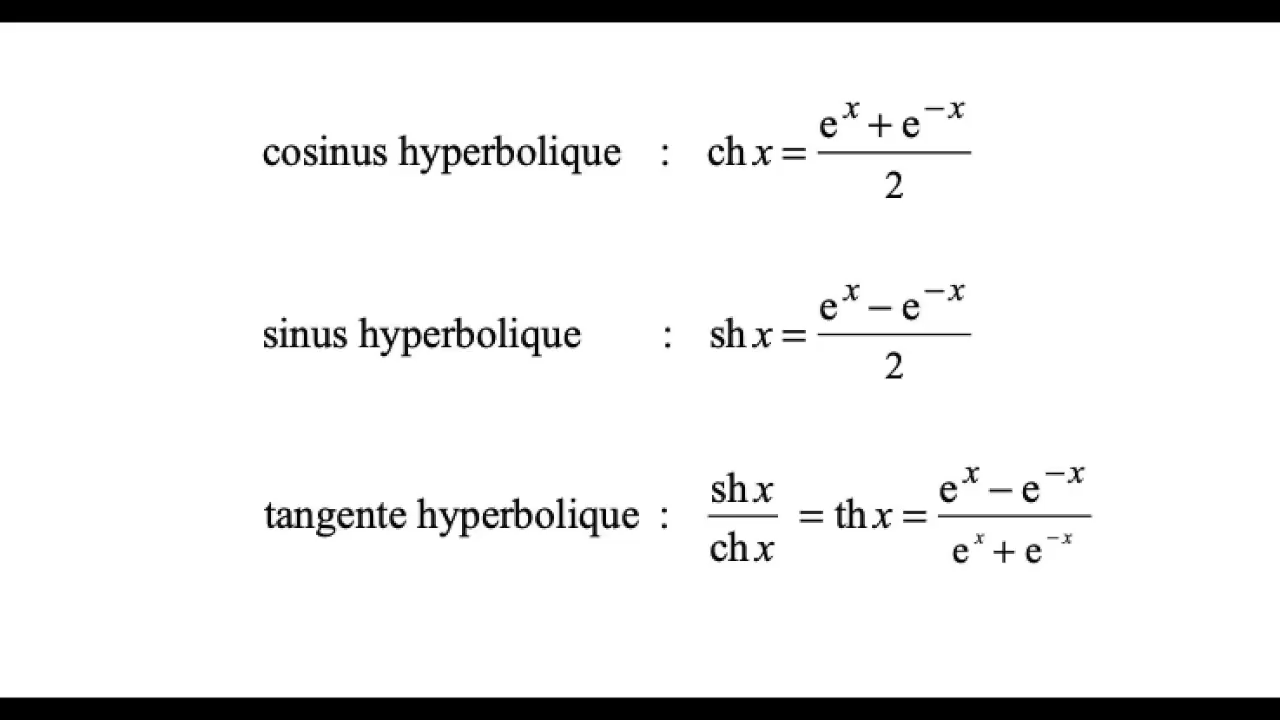 cosinus hyperbolique : ch x = (e^x + e^−x)/2
sinus hyperbolique : sh x = (e^x − e^−x)/2
tangente hyperbolique : sh x/ch x = th x = (e^x − e^−x)/(e^x + e^−x)